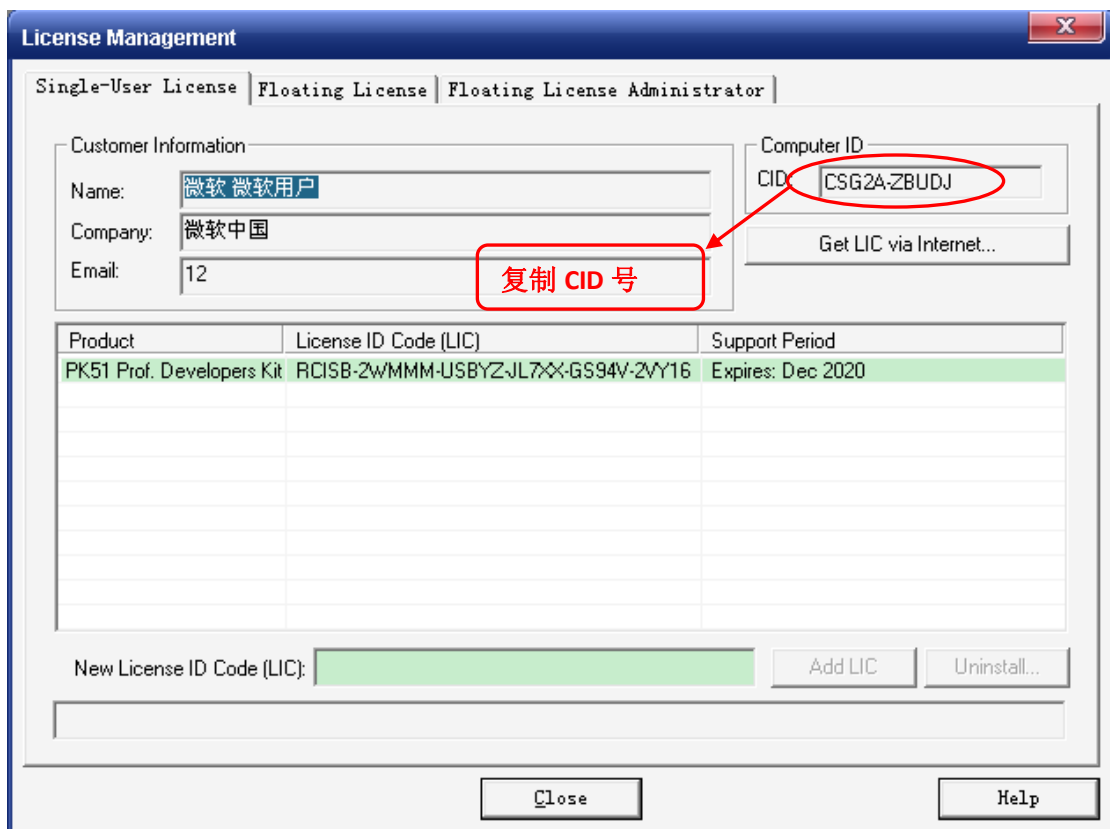 License Management
X
Single-User License
Floating License
Floating License Administrator
Customer Information
Name:
微软 微软用户
Company:
微软中国
Email:
12
Computer ID
CID:
CSG2A-ZBUDJ
Get LIC via Internet...
复制 CID 号
Product
License ID Code (LIC)
Support Period
PK51 Prof. Developers Kit
RCISB-2WMMM-USBYZ-JL7XX-GS94V-2VY16
Expires: Dec 2020
New License ID Code (LIC):
Add LIC
Uninstall...
Close
Help